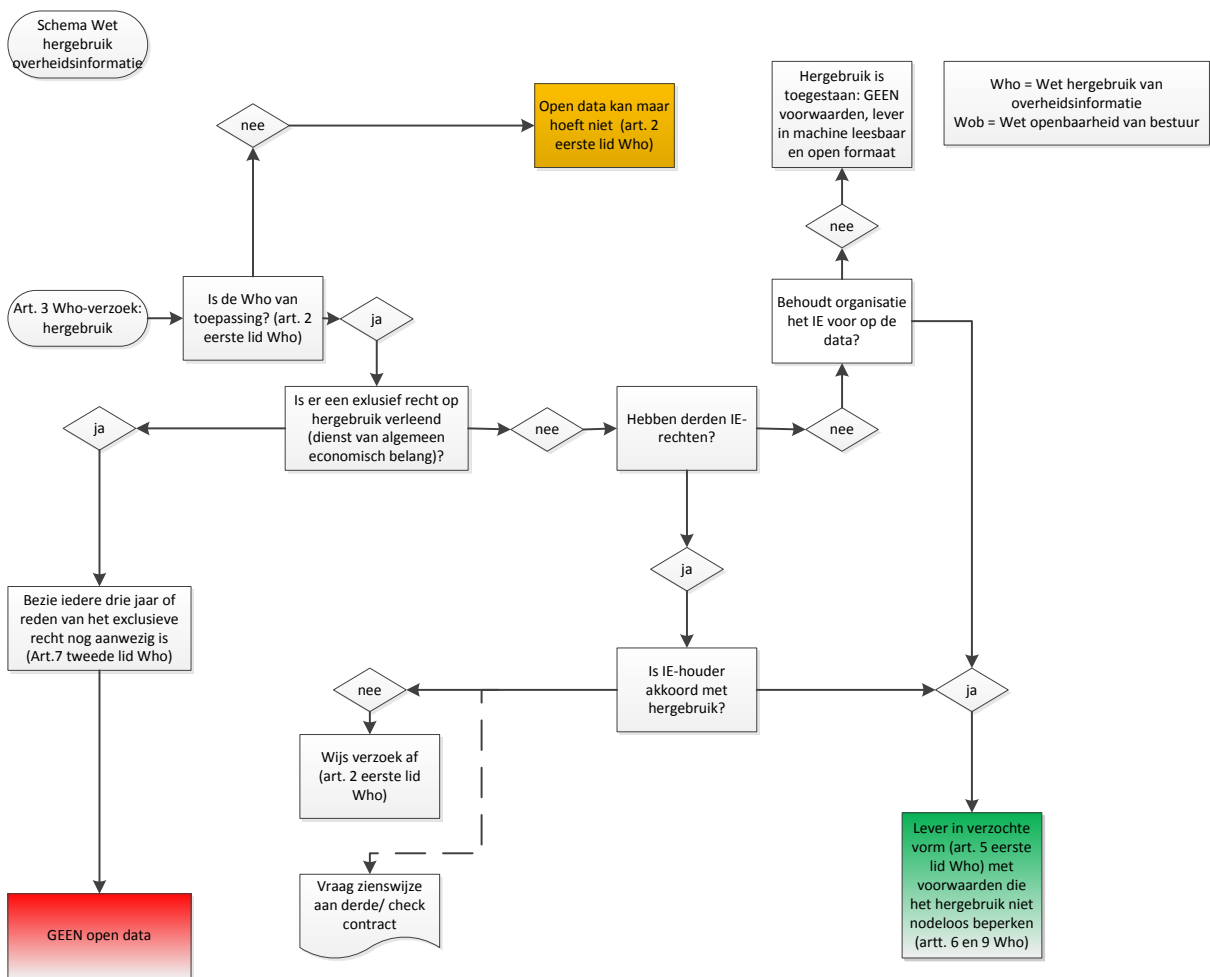 Schema Wet
hergebruik
overheidsinformatie
Hergebruik is
toegestaan: GEEN
voorwaarden, lever
in machine leesbaar
en open formaat
Who = Wet hergebruik van
overheidsinformatie
Wob = Wet openbaarheid van bestuur
nee
Open data kan maar
hoeft niet (art. 2
eerste lid Who)
nee
Art. 3 Who-verzoek:
hergebruik
Is de Who van
toepassing? (art. 2
eerste lid Who)
ja
Behoudt organisatie
het IE voor op de
data?
ja
Is er een exlusief recht op
hergebruik verleend
(dienst van algemeen
economisch belang)?
nee
Hebben derden IE-
rechten?
nee
ja
Bezie iedere drie jaar of
reden van het exclusieve
recht nog aanwezig is
(Art.7 tweede lid Who)
nee
Is IE-houder
akkoord met
hergebruik?
ja
Wijs verzoek af
(art. 2 eerste lid
Who)
Vraag zienswijze
aan derde/ check
contract
Lever in verzochte
vorm (art. 5 eerste
lid Who) met
voorwaarden die
het hergebruik niet
nodeloos beperken
(artt. 6 en 9 Who)
GEEN open data